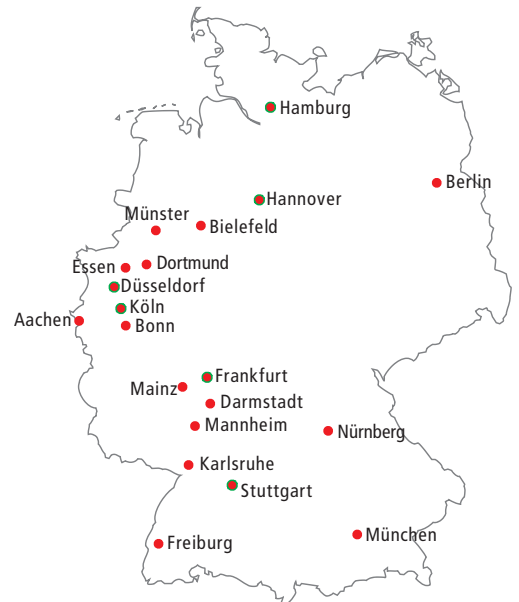 Hamburg
Berlin
Hannover
Münster
Bielefeld
Essen
Dortmund
Düsseldorf
Köln
Aachen
Bonn
Frankfurt
Mainz
Darmstadt
Mannheim
Nürnberg
Karlsruhe
Stuttgart
München
Freiburg